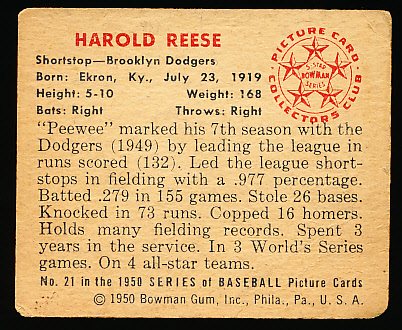 HAROLD REESE
Shortstop—Brooklyn Dodgers
Born: Ekron, Ky., July 23, 1919
Height: 5-10 Weight: 168
Bats: Right Throws: Right
PICTURE CARD
COLLECTORS CLUB
5-STAR
BOWMAN
SERIES
"Peewee" marked his 7th season with the
Dodgers (1949) by leading the league in
runs scored (132). Led the league short-
stops in fielding with a .977 percentage.
Batted .279 in 155 games. Stole 26 bases.
Knocked in 73 runs. Copped 16 homers.
Holds many fielding records. Spent 3
years in the service. In 3 World's Series
games. On 4 all-star teams.
No. 21 in the 1950 SERIES of BASEBALL Picture Cards
© 1950 Bowman Gum, Inc., Phila., Pa., U. S. A.